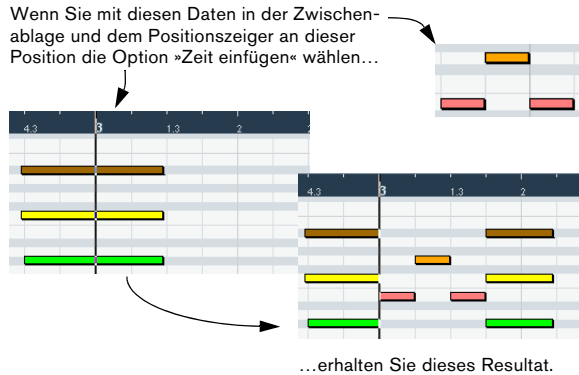 Wenn Sie mit diesen Daten in der Zwischen-
ablage und dem Positionszeiger an dieser
Position die Option »Zeit einfügen« wählen…
4.3 3 1.3 2
4.3 3 1.3 2
…erhalten Sie dieses Resultat.